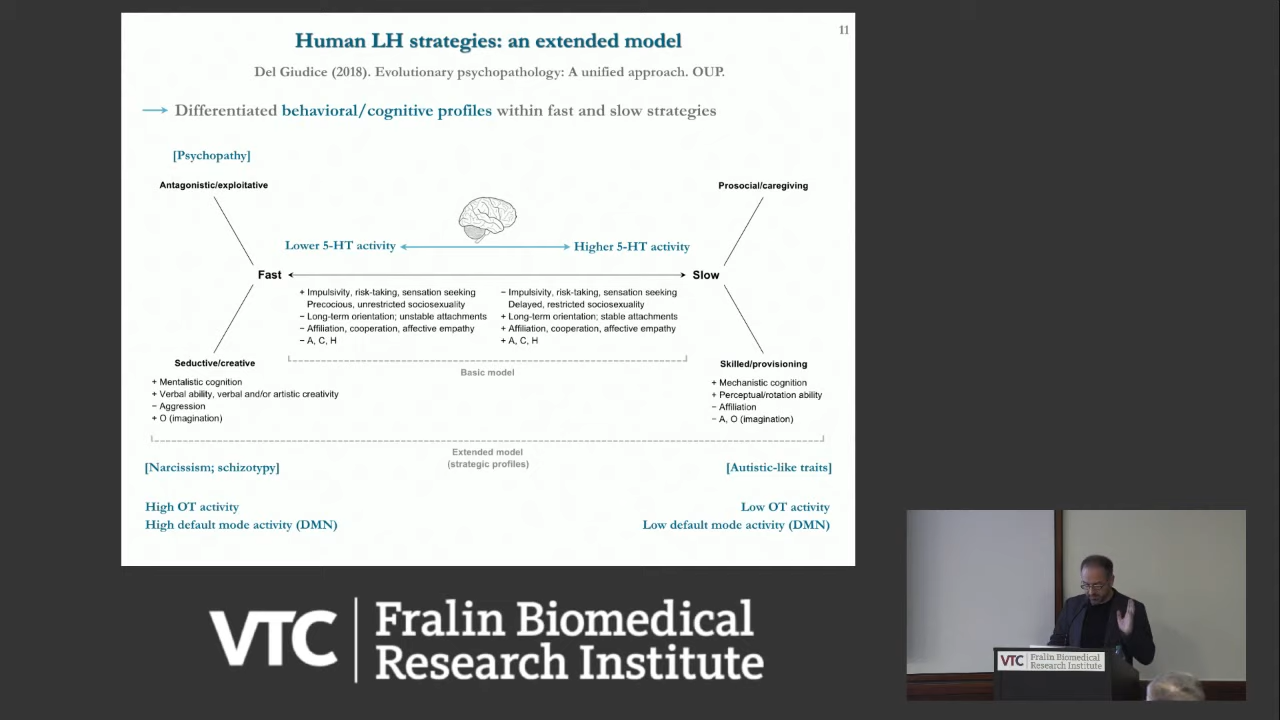 11
Human LH strategies: an extended model
Del Giudice (2018). Evolutionary psychopathology: A unified approach. OUP.
Differentiated behavioral/cognitive profiles within fast and slow strategies
[Psychopathy]
Antagonistic/exploitative
Prosocial/caregiving
Lower 5-HT activity
Higher 5-HT activity
Fast
Slow
+ Impulsivity, risk-taking, sensation seeking
Precocious, unrestricted sociosexuality
− Long-term orientation; unstable attachments
− Affiliation, cooperation, affective empathy
− A, C, H
− Impulsivity, risk-taking, sensation seeking
Delayed, restricted sociosexuality
+ Long-term orientation; stable attachments
+ Affiliation, cooperation, affective empathy
+ A, C, H
Basic model
Seductive/creative
+ Mentalistic cognition
+ Verbal ability, verbal and/or artistic creativity
− Aggression
+ O (imagination)
Skilled/provisioning
+ Mechanistic cognition
+ Perceptual/rotation ability
− Affiliation
− A, O (imagination)
Extended model
(strategic profiles)
[Narcissism; schizotypy]
[Autistic-like traits]
High OT activity
High default mode activity (DMN)
Low OT activity
Low default mode activity (DMN)
VTC
Fralin Biomedical
Research Institute
VTC
Fralin Biomedical
Research Institute